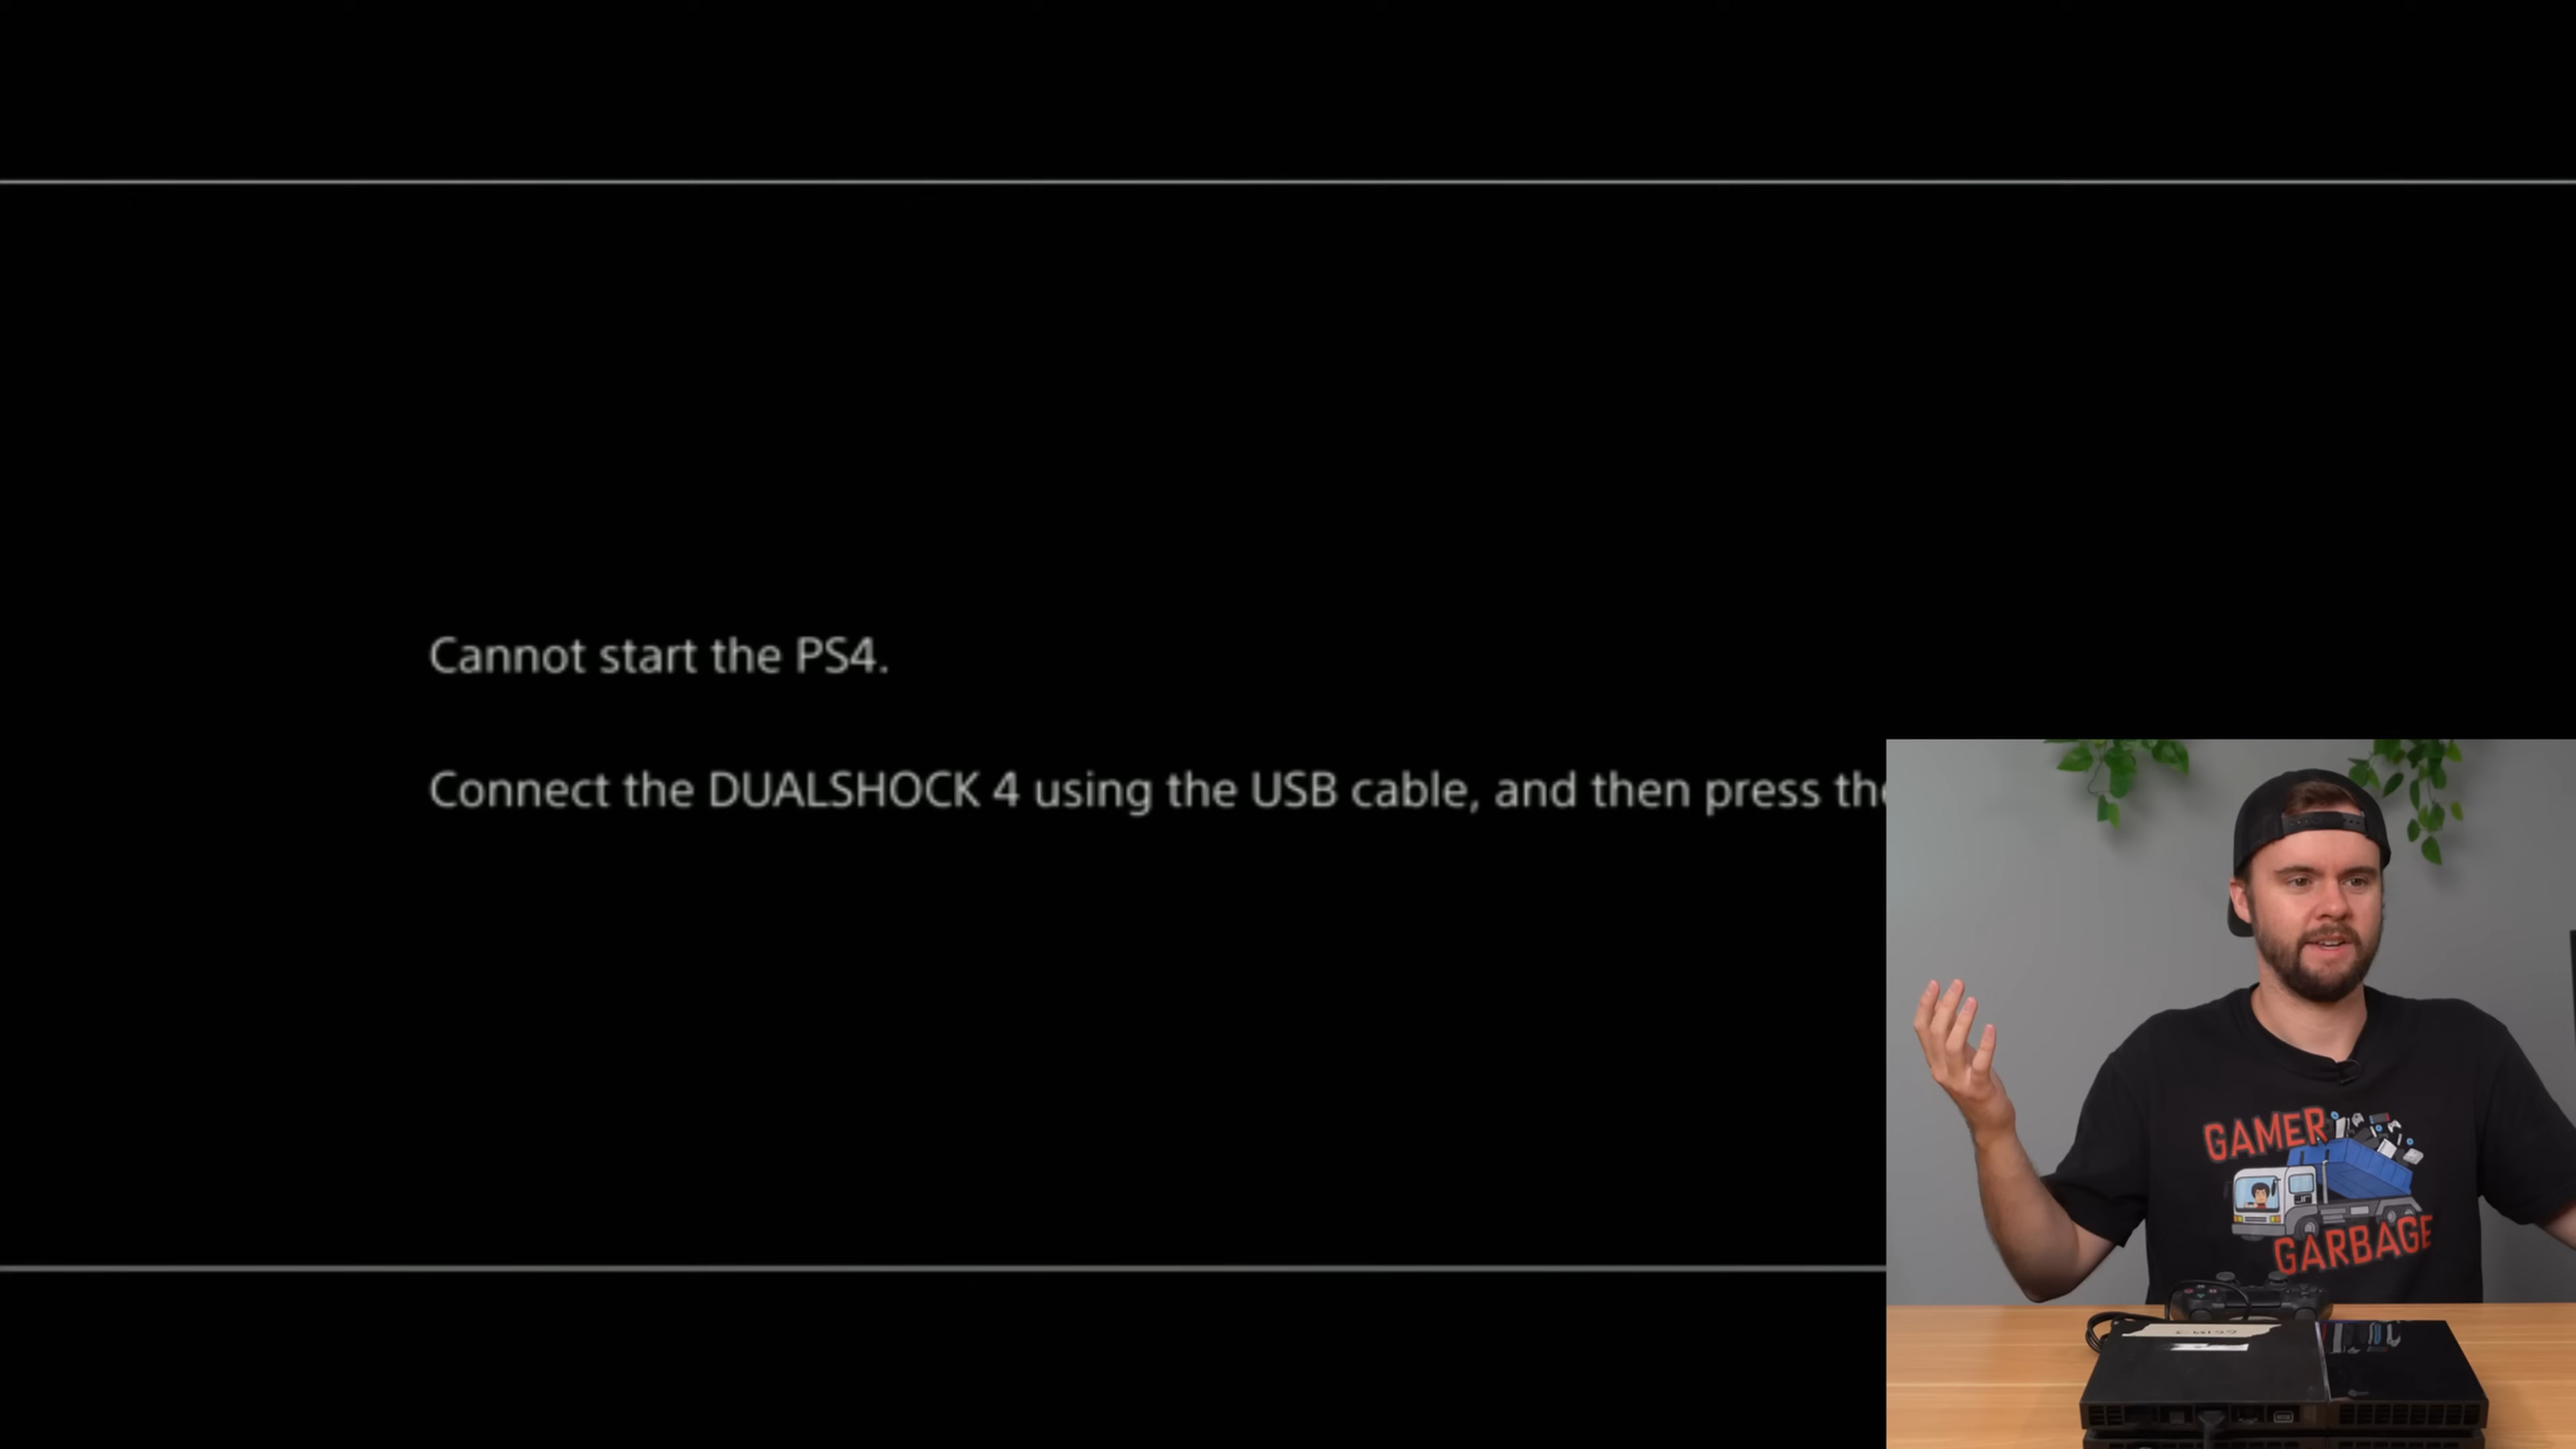 Cannot start the PS4.
Connect the DUALSHOCK 4 using the USB cable, and then press the
GAMER
GARBAGE